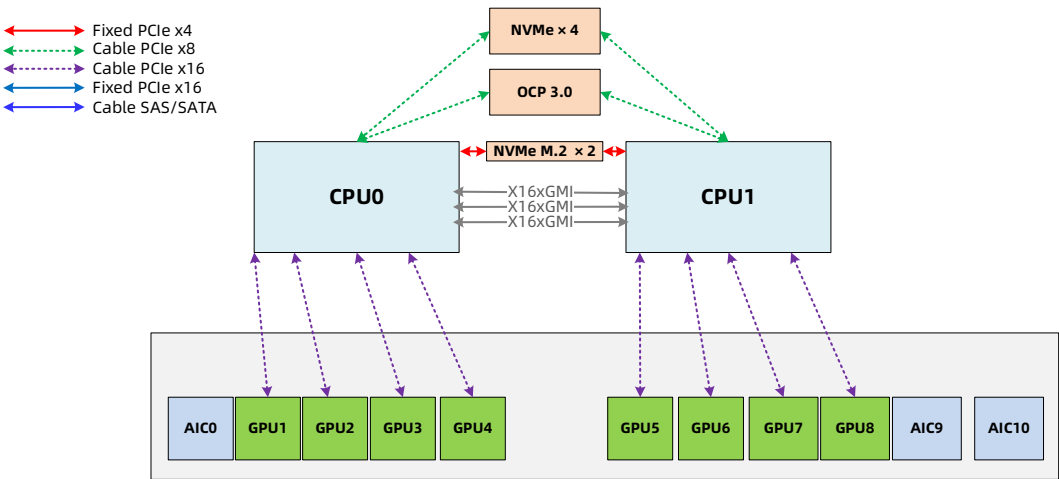 Fixed PCIe x4
Cable PCIe x8
Cable PCIe x16
Fixed PCIe x16
Cable SAS/SATA
NVMe × 4
OCP 3.0
NVMe M.2 × 2
CPU0
CPU1
X16xGMI
X16xGMI
X16xGMI
AIC0 GPU1 GPU2 GPU3 GPU4 GPU5 GPU6 GPU7 GPU8 AIC9 AIC10